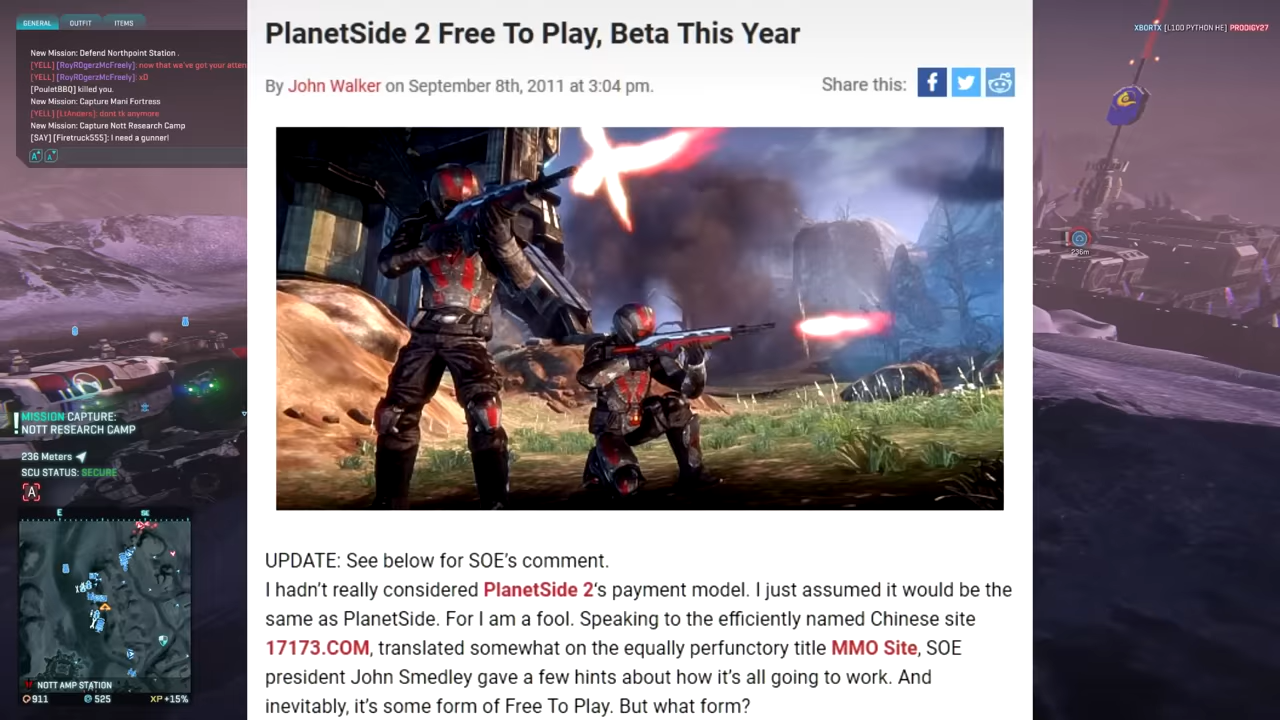 GENERAL OUTFIT ITEMS
New Mission: Defend Northpoint Station .
[YELL] [RoyRDgerzMcFreely]: now that we've got your atten
[YELL] [RoyRDgerzMcFreely]: xD
[PouletBBQ] killed you.
New Mission: Capture Mani Fortress
[YELL] [LtAnders]: dont tk anymore
New Mission: Capture Nott Research Camp
[SAY] [Firetruck555]: I need a gunner!
PlanetSide 2 Free To Play, Beta This Year
By John Walker on September 8th, 2011 at 3:04 pm.
Share this:
XBORTX [L100 PYTHON HE] PRODIGY27
236m
MISSION CAPTURE:
NOTT RESEARCH CAMP
236 Meters
SCU STATUS: SECURE
A
E SE
NOTT AMP STATION
911 525 XP +15%
UPDATE: See below for SOE's comment.
I hadn't really considered PlanetSide 2‘s payment model. I just assumed it would be the
same as PlanetSide. For I am a fool. Speaking to the efficiently named Chinese site
17173.COM, translated somewhat on the equally perfunctory title MMO Site, SOE
president John Smedley gave a few hints about how it's all going to work. And
inevitably, it's some form of Free To Play. But what form?